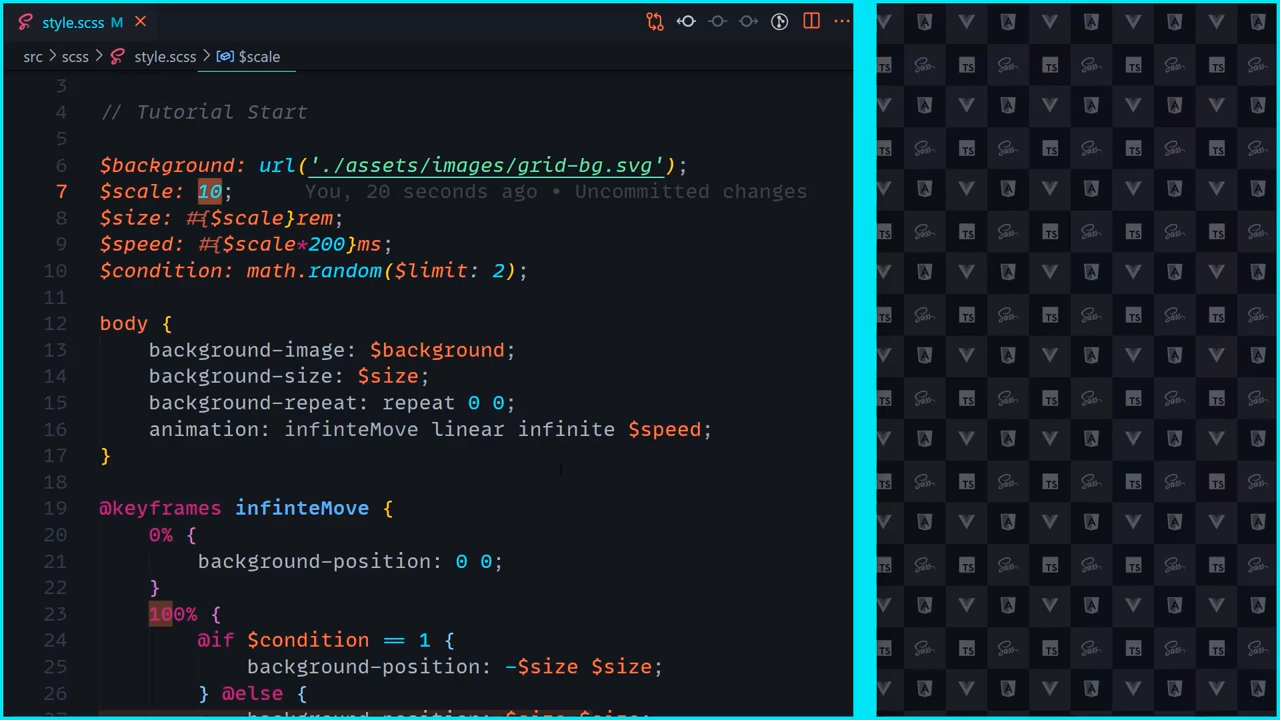 style.scss M
src > scss > style.scss > $scale
3
4 // Tutorial Start
5
6 $background: url('./assets/images/grid-bg.svg');
7 $scale: 10; You, 20 seconds ago • Uncommitted changes
8 $size: #{$scale}rem;
9 $speed: #{$scale*200}ms;
10 $condition: math.random($limit: 2);
11
12 body {
13 background-image: $background;
14 background-size: $size;
15 background-repeat: repeat 0 0;
16 animation: infinteMove linear infinite $speed;
17 }
18
19 @keyframes infinteMove {
20 0% {
21 background-position: 0 0;
22 }
23 100% {
24 @if $condition == 1 {
25 background-position: -$size $size;
26 } @else {